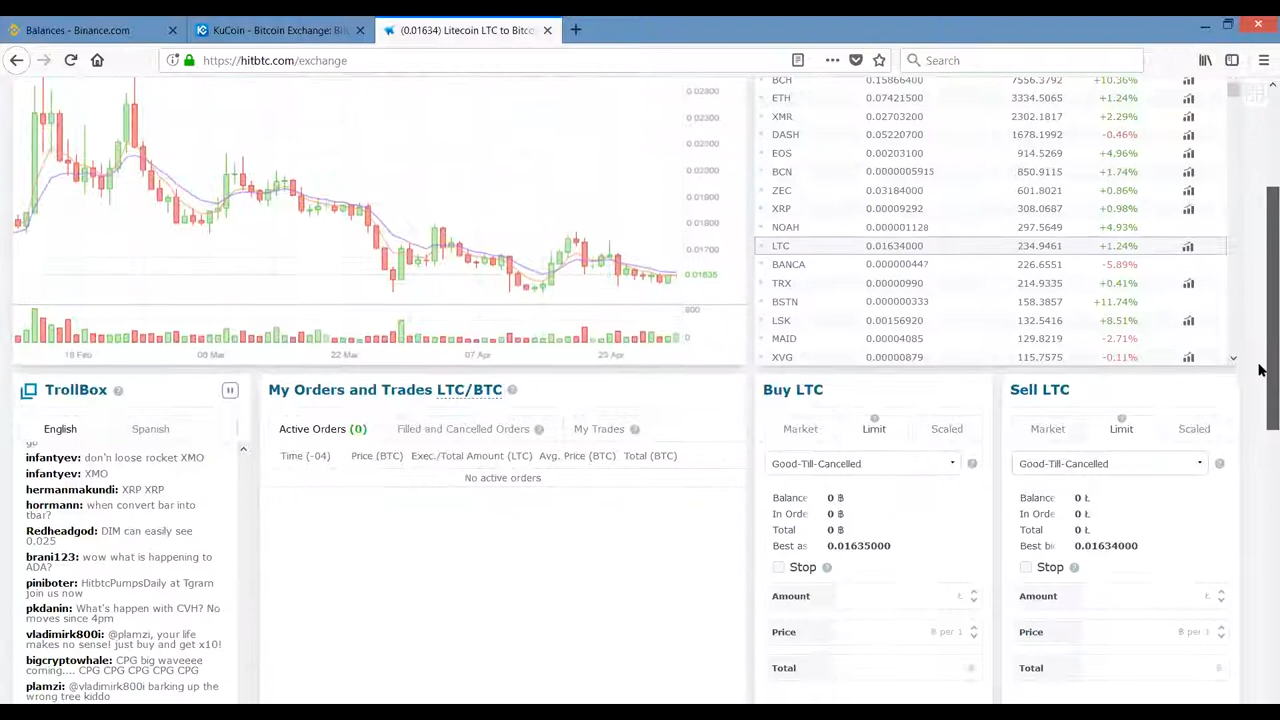 Balances - Binance.com
KuCoin - Bitcoin Exchange: Bit
(0.01634) Litecoin LTC to Bitco
https://hitbtc.com/exchange
Search
0.02300
0.02300
0.02000
0.01900
0.01800
0.01700
0.01635
800
0
18 Feb
06 Mar
22 Mar
07 Apr
23 Apr
BCH 0.15866400 7556.3792 +10.36%
ETH 0.07421500 3334.5065 +1.24%
XMR 0.02703200 2302.1817 +2.29%
DASH 0.05220700 1678.1992 -0.46%
EOS 0.00203100 914.5269 +4.96%
BCN 0.0000005915 850.9115 +1.74%
ZEC 0.03184000 601.8021 +0.86%
XRP 0.00009292 308.0687 +0.98%
NOAH 0.000001128 297.5649 +4.93%
LTC 0.01634000 234.9461 +1.24%
BANCA 226.6551 -5.89%
TRX 0.00000990 214.9335 +0.41%
BSTN 0.000000333 158.3857 +11.74%
LSK 0.00156920 132.5416 +8.51%
MAID 0.00004085 129.8219 -2.71%
XVG 0.00000879 115.7575 -0.11%
TrollBox
English Spanish
go
infantyev: don'n loose rocket XMO
infantyev: XMO
hermanmakundi: XRP XRP
horrmann: when convert bar into
tbar?
Redheadgod: DIM can easily see
0.025
brani123: wow what is happening to
ADA?
piniboter: HitbtcPumpsDaily at Tgram
join us now
pkdanin: What's happen with CVH? No
moves since 4pm
vladimirk800i: @plamzi, your life
makes no sense! just buy and get x10!
bigcryptowhale: CPG big waveeee
coming.... CPG CPG CPG CPG CPG
plamzi: @vladimirk800i barking up the
wrong tree kiddo
My Orders and Trades LTC/BTC
Active Orders (0) Filled and Cancelled Orders My Trades
Time (-04) Price (BTC) Exec./Total Amount (LTC) Avg. Price (BTC) Total (BTC)
No active orders
Buy LTC
Market Limit Scaled
Good-Till-Cancelled
Balance 0 ฿
In Orde 0 ฿
Total 0 ฿
Best as 0.01635000
Stop
Amount Ł
Price ฿ per 1
Total ฿
Sell LTC
Market Limit Scaled
Good-Till-Cancelled
Balance 0 Ł
In Orde 0 Ł
Total 0 Ł
Best bi 0.01634000
Stop
Amount Ł
Price ฿ per 1
Total ฿